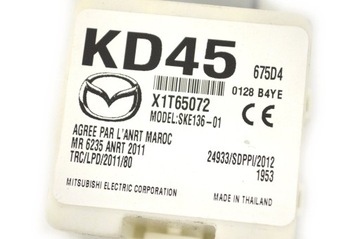 KD45 675D4
0128 B4YE
X1T65072
MODEL:SKE136-01
CE
AGREE PAR L'ANRT MAROC
MR 6235 ANRT 2011
TRC/LPD/2011/80
24933/SDPPI/2012
1953
MITSUBISHI ELECTRIC CORPORATION MADE IN THAILAND